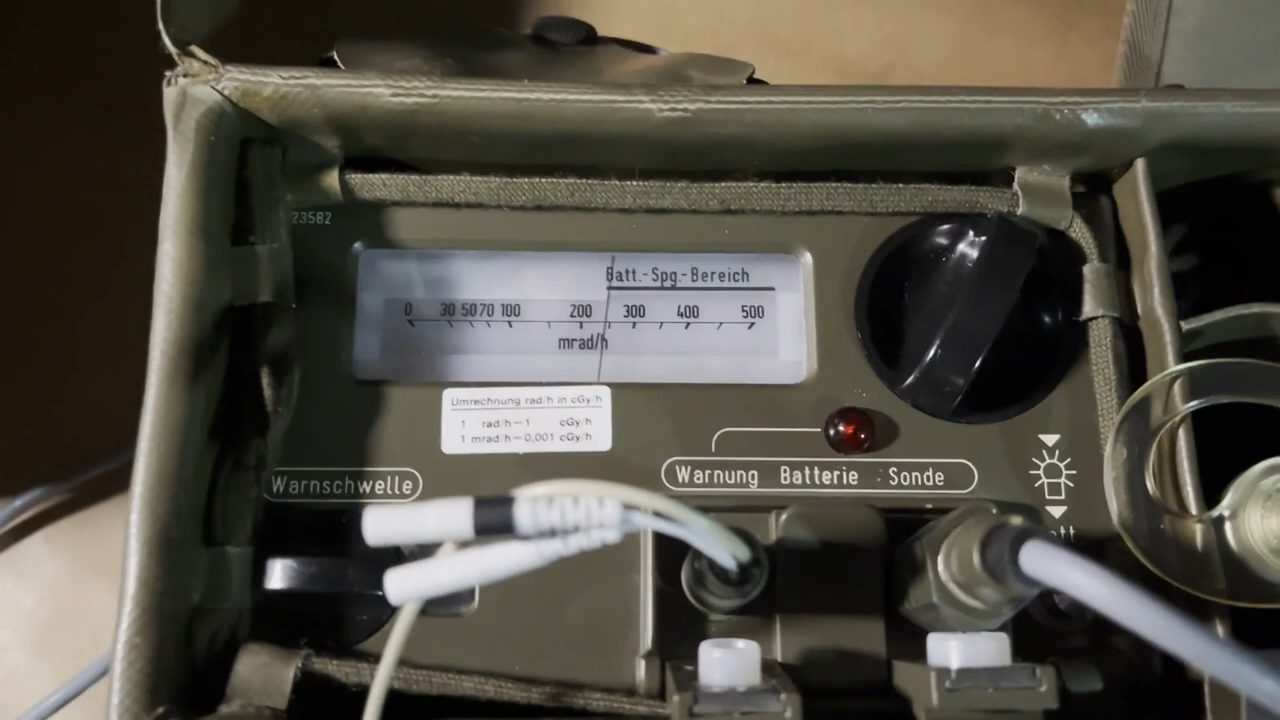 23582
Batt.-Spg.-Bereich
0 30 50 70 100 200 300 400 500
mrad/h
Umrechnung rad/h in cGy/h
1 rad/h = 1 cGy/h
1 mrad/h = 0,001 cGy/h
Warnschwelle
Warnung Batterie Sonde